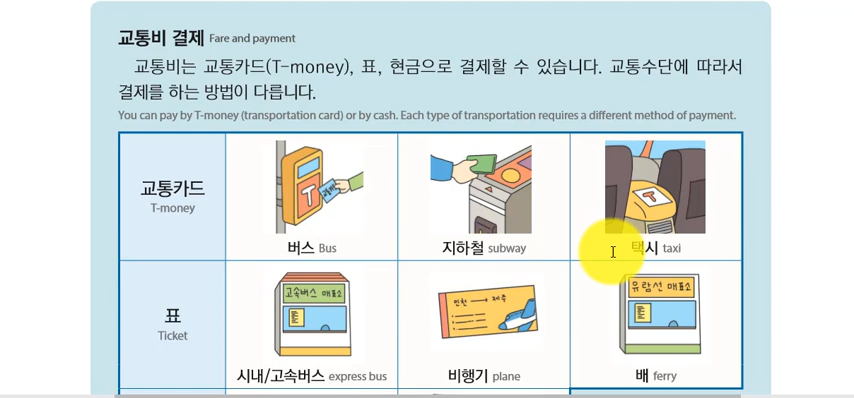 교통비 결제 Fare and payment
교통비는 교통카드(T-money), 표, 현금으로 결제할 수 있습니다. 교통수단에 따라서
결제를 하는 방법이 다릅니다.
You can pay by T-money (transportation card) or by cash. Each type of transportation requires a different method of payment.
교통카드
T-money
T
버스 Bus
지하철 subway
T
택시 taxi
표
Ticket
고속버스 매표소
시내/고속버스 express bus
인천 → 제주
비행기 plane
유람선 매표소
배 ferry